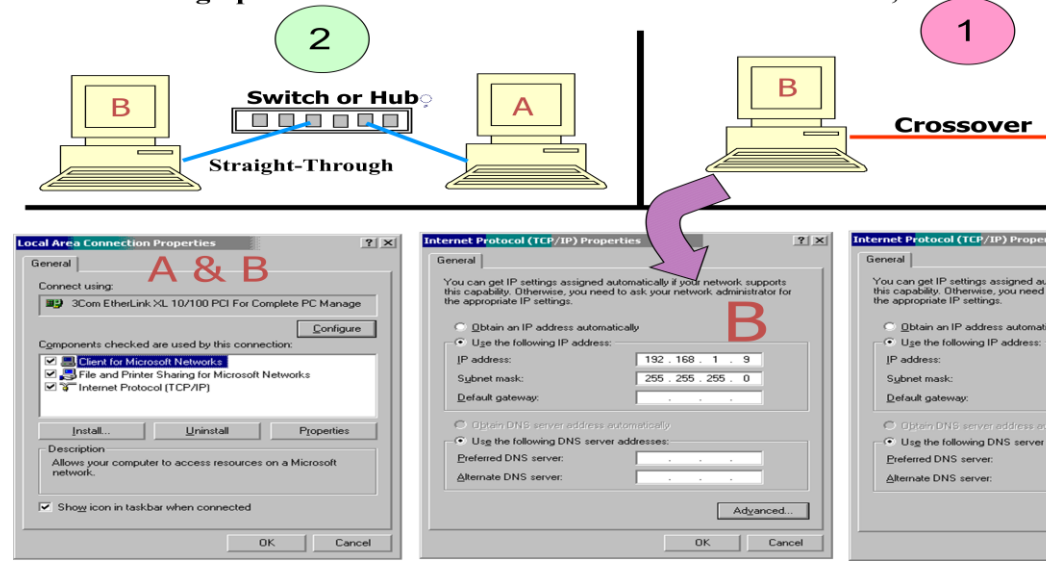 2
1
B
Switch or Hub
A
Straight-Through
B
Crossover
Local Area Connection Properties
General
A & B
Connect using:
3Com EtherLink XL 10/100 PCI For Complete PC Manage
Configure
Components checked are used by this connection:
Client for Microsoft Networks
File and Printer Sharing for Microsoft Networks
Internet Protocol (TCP/IP)
Install...
Uninstall
Properties
Description
Allows your computer to access resources on a Microsoft
network.
Show icon in taskbar when connected
OK
Cancel
Internet Protocol (TCP/IP) Properties
General
You can get IP settings assigned automatically if your network supports
this capability. Otherwise, you need to ask your network administrator for
the appropriate IP settings.
B
Obtain an IP address automatically
Use the following IP address:
IP address:
192 . 168 . 1 . 9
Subnet mask:
255 . 255 . 255 . 0
Default gateway:
Obtain DNS server address automatically
Use the following DNS server addresses:
Preferred DNS server:
Alternate DNS server:
Advanced...
OK
Cancel
Internet Protocol (TCP/IP)
General
You can get IP settings assigned
this capability. Otherwise, you need
the appropriate IP settings.
Obtain an IP address
Use the following IP address:
IP address:
Subnet mask:
Default gateway:
Obtain DNS server address
Use the following DNS server
Preferred DNS server:
Alternate DNS server: